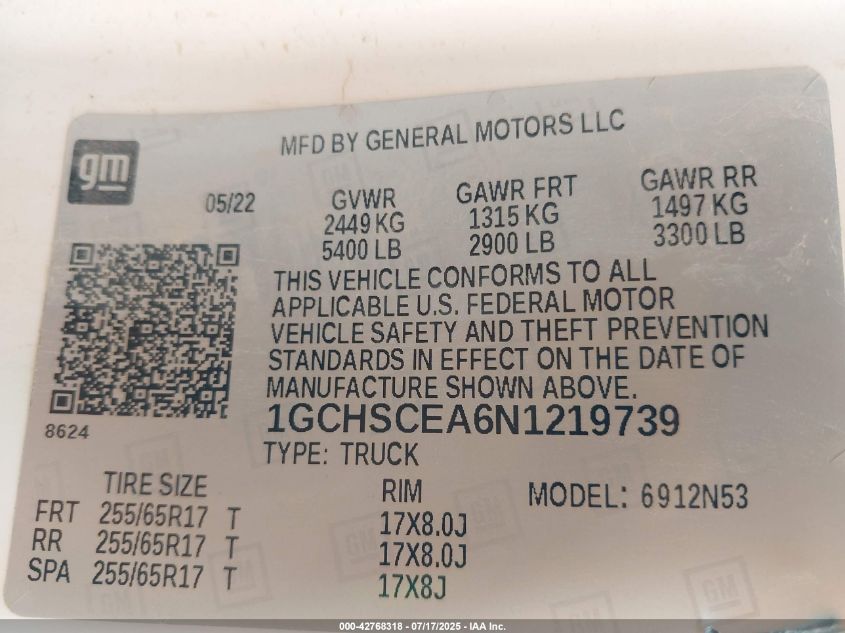 MFD BY GENERAL MOTORS LLC
gm
05/22
GVWR GAWR FRT GAWR RR
2449 KG 1315 KG 1497 KG
5400 LB 2900 LB 3300 LB
THIS VEHICLE CONFORMS TO ALL
APPLICABLE U.S. FEDERAL MOTOR
VEHICLE SAFETY AND THEFT PREVENTION
STANDARDS IN EFFECT ON THE DATE OF
MANUFACTURE SHOWN ABOVE.
1GCHSCEA6N1219739
8624
TYPE: TRUCK
TIRE SIZE RIM MODEL: 6912N53
FRT 255/65R17 T 17X8.0J
RR 255/65R17 T 17X8.0J
SPA 255/65R17 T 17X8J
000-42768318 - 07/17/2025 - IAA Inc.